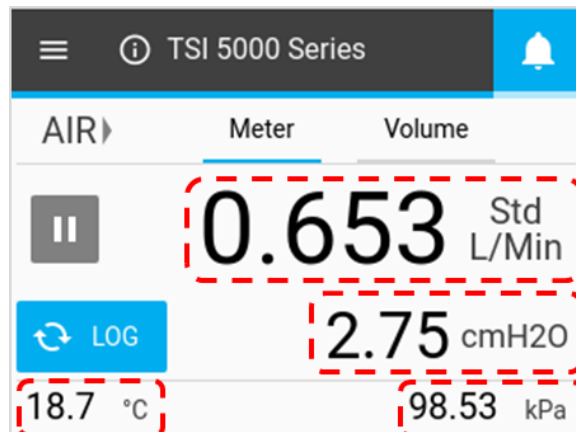 TSI 5000 Series
AIR Meter Volume
0.653 Std L/Min
LOG 2.75 cmH2O
18.7 °C 98.53 kPa